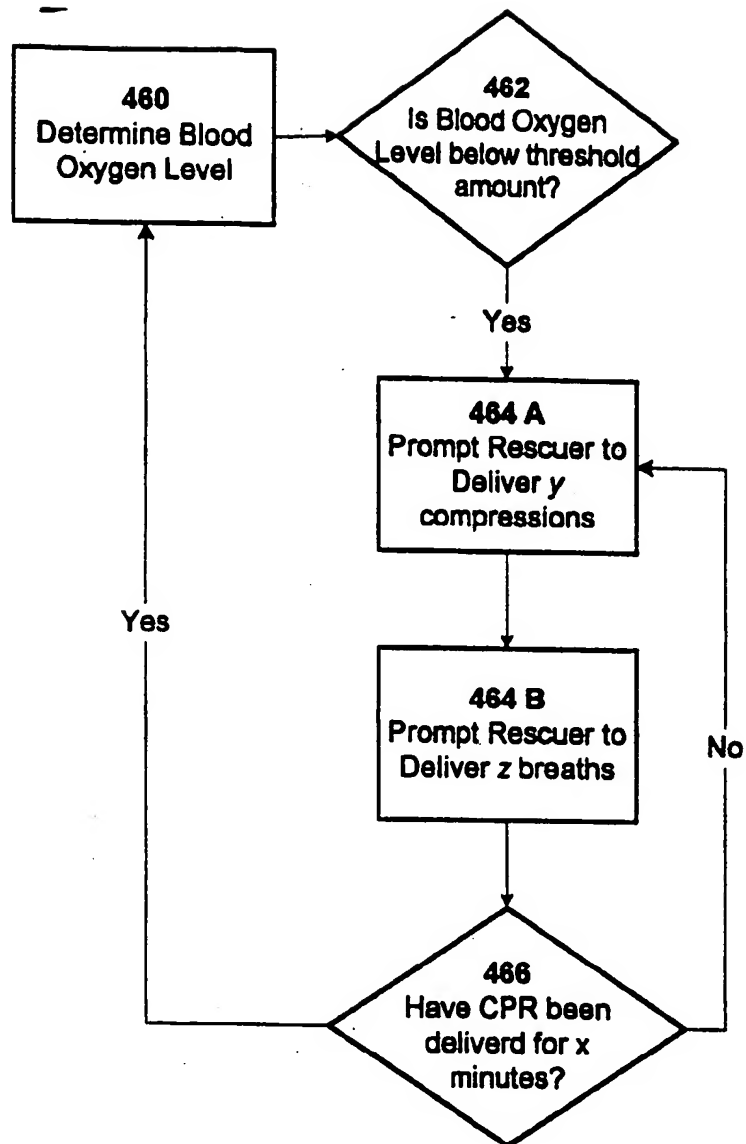 460
Determine Blood
Oxygen Level
462
Is Blood Oxygen
Level below threshold
amount?
Yes
464 A
Prompt Rescuer to
Deliver y
compressions
Yes
464 B
Prompt Rescuer to
Deliver z breaths
No
466
Have CPR been
deliverd for x
minutes?